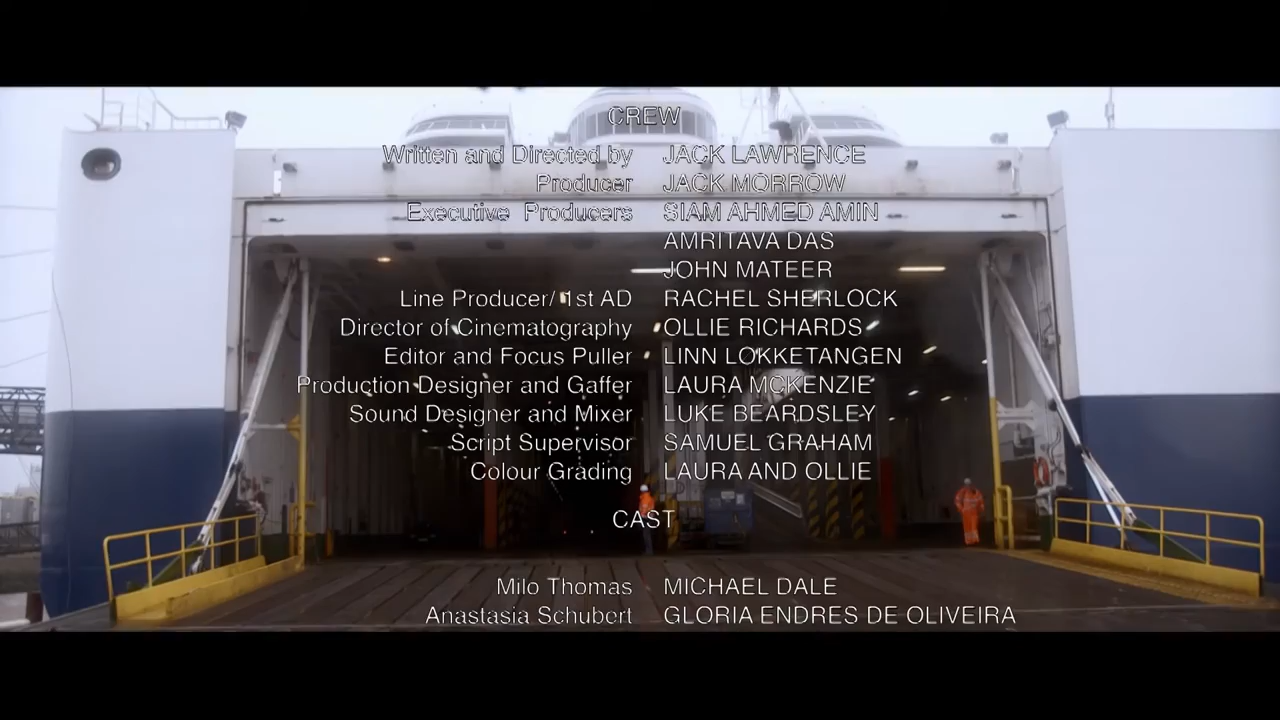 CREW
Written and Directed by JACK LAWRENCE
Producer JACK MORROW
Executive Producers SIAM AHMED AMIN
AMRITAVA DAS
JOHN MATEER
Line Producer/ 1st AD RACHEL SHERLOCK
Director of Cinematography OLLIE RICHARDS
Editor and Focus Puller LINN LOKKETANGEN
Production Designer and Gaffer LAURA MCKENZIE
Sound Designer and Mixer LUKE BEARDSLEY
Script Supervisor SAMUEL GRAHAM
Colour Grading LAURA AND OLLIE
CAST
Milo Thomas MICHAEL DALE
Anastasia Schubert GLORIA ENDRES DE OLIVEIRA